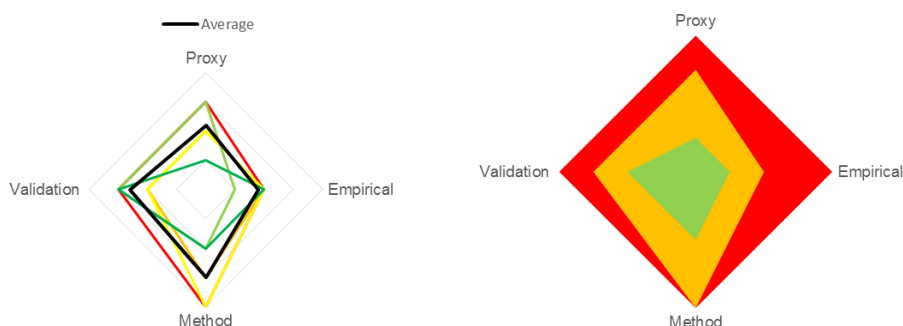 Average
Proxy
Validation
Empirical
Method
Proxy
Validation
Empirical
Method